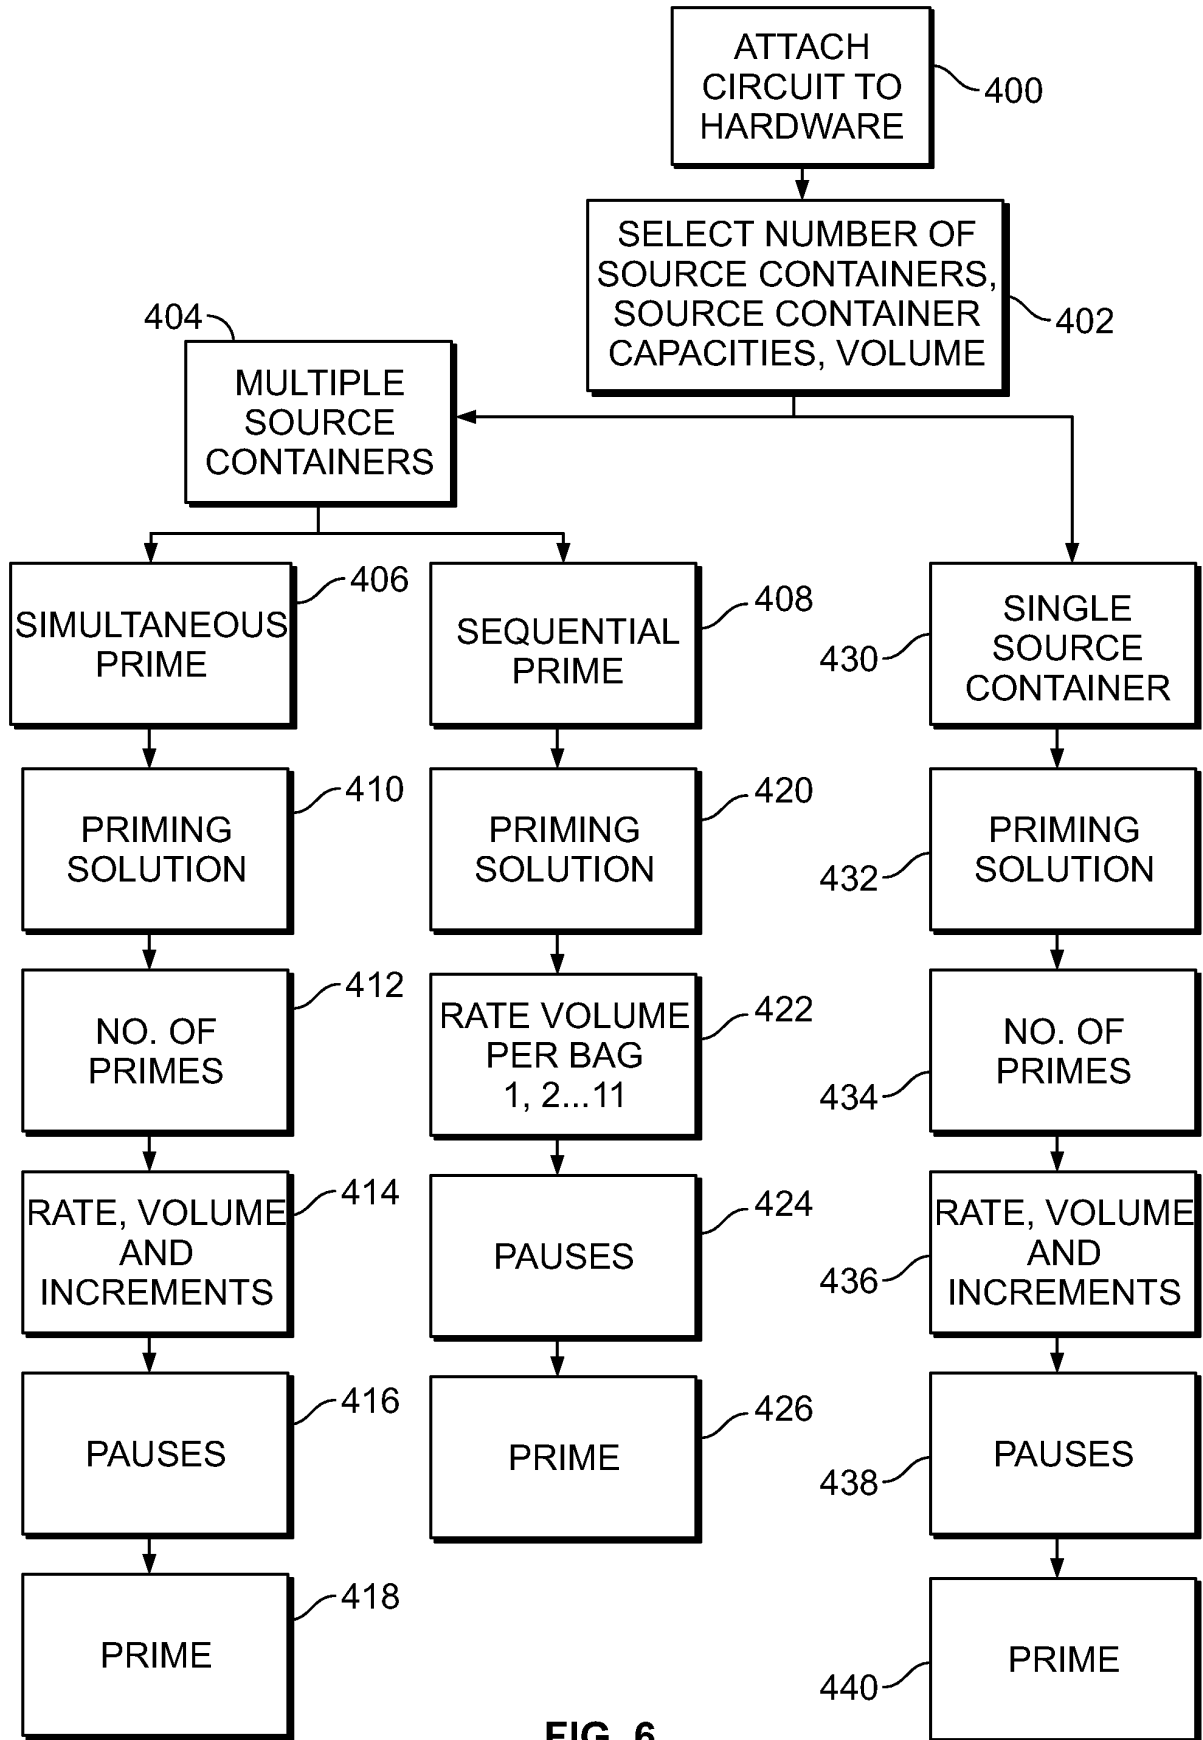 ATTACH
CIRCUIT TO
HARDWARE
400
SELECT NUMBER OF
SOURCE CONTAINERS,
SOURCE CONTAINER
CAPACITIES, VOLUME
402
404
MULTIPLE
SOURCE
CONTAINERS
SIMULTANEOUS
PRIME
406
SEQUENTIAL
PRIME
408
SINGLE
SOURCE
CONTAINER
430
PRIMING
SOLUTION
410
PRIMING
SOLUTION
420
PRIMING
SOLUTION
432
NO. OF
PRIMES
412
RATE VOLUME
PER BAG
1, 2...11
422
NO. OF
PRIMES
434
RATE, VOLUME
AND
INCREMENTS
414
PAUSES
424
RATE, VOLUME
AND
INCREMENTS
436
PAUSES
416
PRIME
426
PAUSES
438
PRIME
418
PRIME
440
FIG. 6